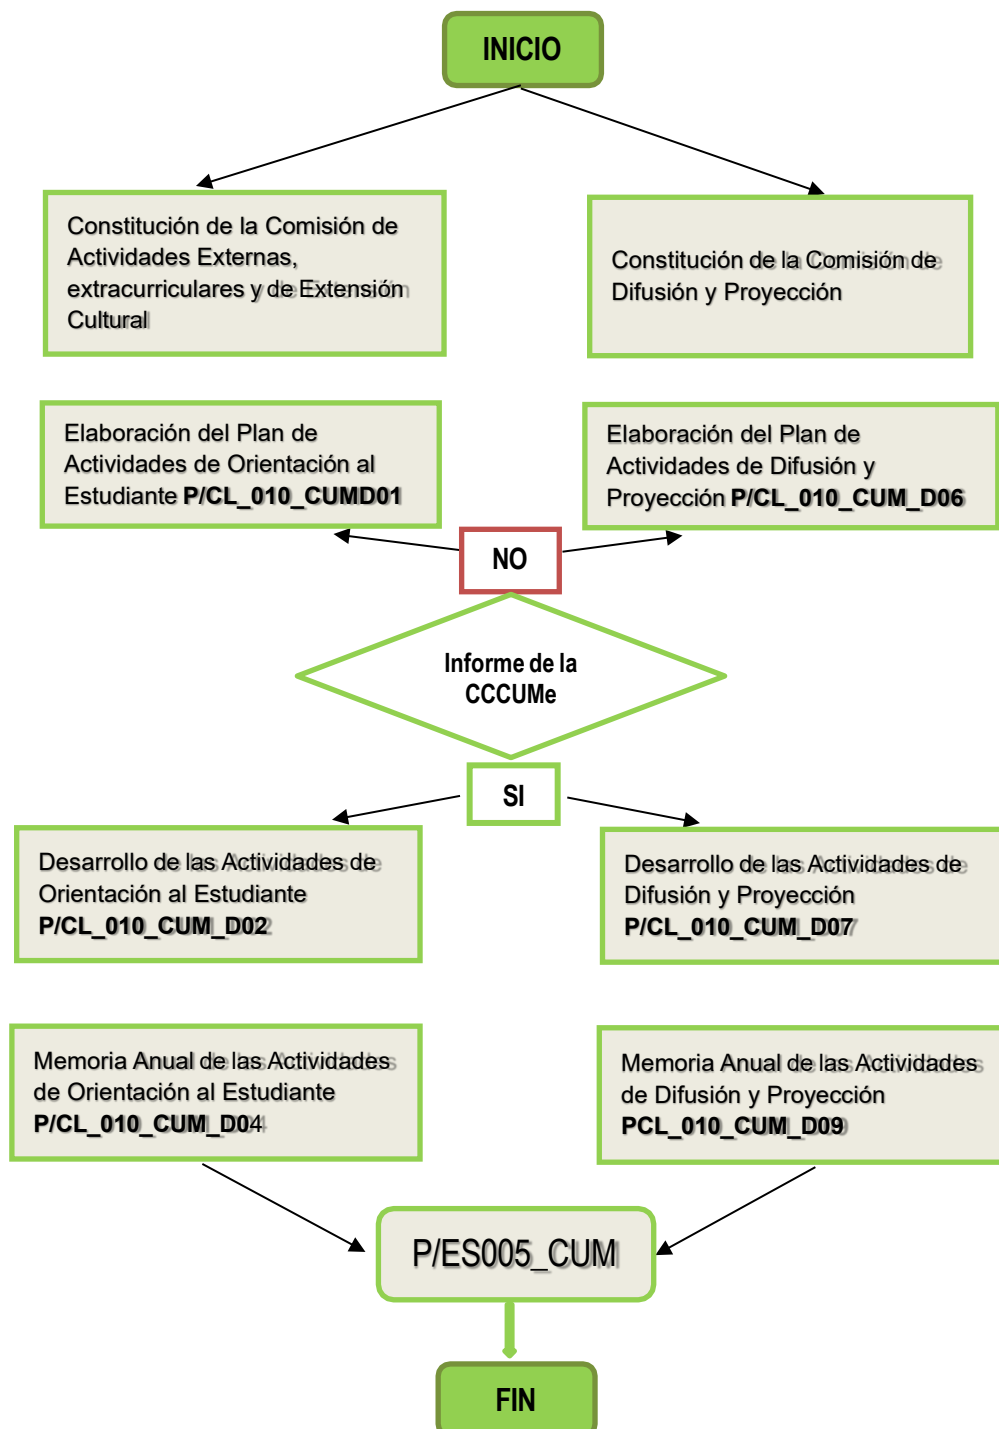 INICIO
Constitución de la Comisión de
Actividades Externas,
extracurriculares y de Extensión
Cultural
Constitución de la Comisión de
Difusión y Proyección
Elaboración del Plan de
Actividades de Orientación al
Estudiante P/CL_010_CUMD01
Elaboración del Plan de
Actividades de Difusión y
Proyección P/CL_010_CUM_D06
NO
Informe de la
CCCUMe
SI
Desarrollo de las Actividades de
Orientación al Estudiante
P/CL_010_CUM_D02
Desarrollo de las Actividades de
Difusión y Proyección
P/CL_010_CUM_D07
Memoria Anual de las Actividades
de Orientación al Estudiante
P/CL_010_CUM_D04
Memoria Anual de las Actividades
de Difusión y Proyección
PCL_010_CUM_D09
P/ES005_CUM
FIN